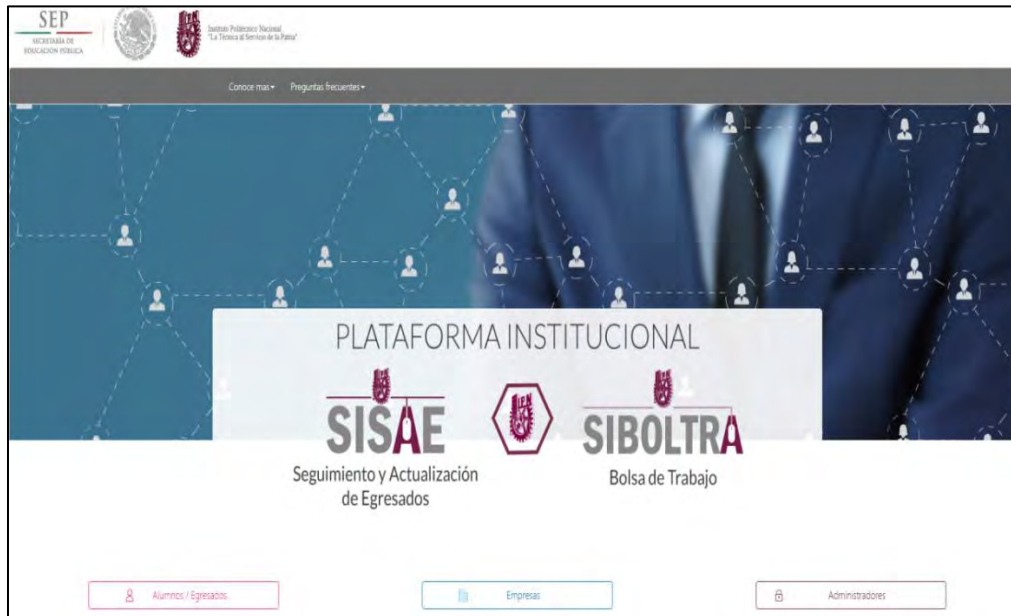 SEP
SECRETARÍA DE
EDUCACIÓN PÚBLICA
Instituto Politécnico Nacional
"La Técnica al Servicio de la Patria"
Conoce mas
Preguntas frecuentes
PLATAFORMA INSTITUCIONAL
SISAE
SIBOLTRA
Seguimiento y Actualización
de Egresados
Bolsa de Trabajo
Alumnos / Egresados
Empresas
Administradores